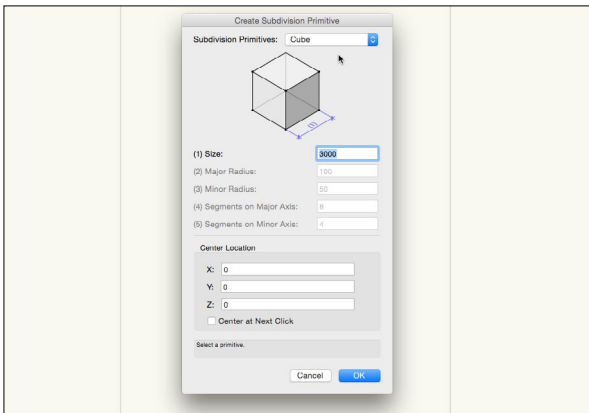 Create Subdivision Primitive
Subdivision Primitives: Cube
(1)
(1) Size: 3000
(2) Major Radius: 100
(3) Minor Radius: 50
(4) Segments on Major Axis: 8
(5) Segments on Minor Axis: 4
Center Location
X: 0
Y: 0
Z: 0
Center at Next Click
Select a primitive.
Cancel OK